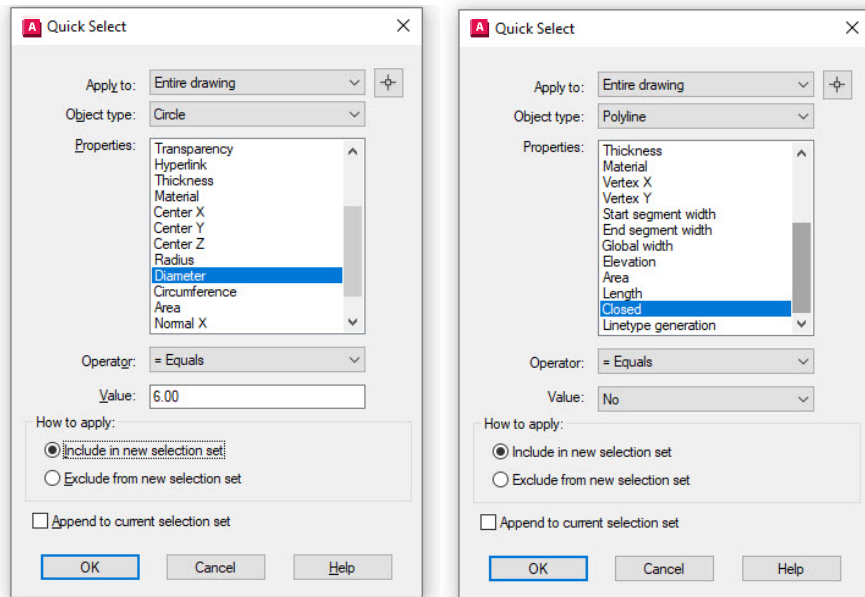 A Quick Select
Apply to: Entire drawing
Object type: Circle
Properties:
Transparency
Hyperlink
Thickness
Material
Center X
Center Y
Center Z
Radius
Diameter
Circumference
Area
Normal X
Operator: = Equals
Value: 6.00
How to apply:
Include in new selection set
Exclude from new selection set
Append to current selection set
OK Cancel Help
A Quick Select
Apply to: Entire drawing
Object type: Polyline
Properties:
Thickness
Material
Vertex X
Vertex Y
Start segment width
End segment width
Global width
Elevation
Area
Length
Closed
Linetype generation
Operator: = Equals
Value: No
How to apply:
Include in new selection set
Exclude from new selection set
Append to current selection set
OK Cancel Help